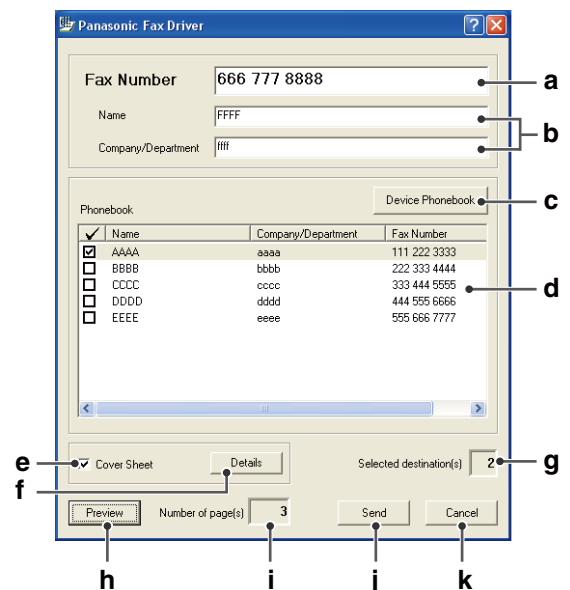 Panasonic Fax Driver
Fax Number 666 777 8888 a
Name FFFF b
Company/Department ffff
Device Phonebook c
Phonebook
Name Company/Department Fax Number
AAAA aaaa 111 222 3333
BBBB bbbb 222 333 4444
CCCC cccc 333 444 5555 d
DDDD dddd 444 555 6666
EEEE eeee 555 666 7777
e Cover Sheet Details Selected destination(s) 2 g
f
Preview Number of page(s) 3 Send Cancel
h i j k